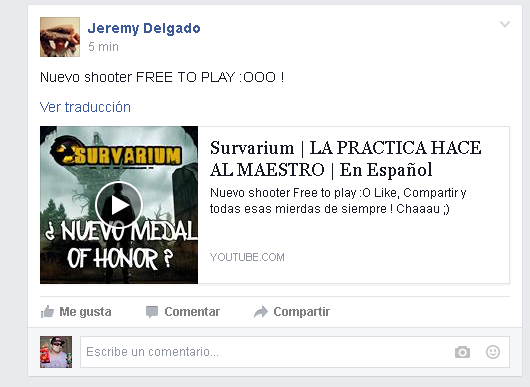 Jeremy Delgado
5 min
Nuevo shooter FREE TO PLAY :OOO !
Ver traducción
SURVARIUM
¿ NUEVO MEDAL
OF HONOR ?
Survarium | LA PRACTICA HACE
AL MAESTRO | En Español
Nuevo shooter Free to play :O Like, Compartir y
todas esas mierdas de siempre ! Chaaau ;)
YOUTUBE.COM
Me gusta Comentar Compartir
Escribe un comentario...